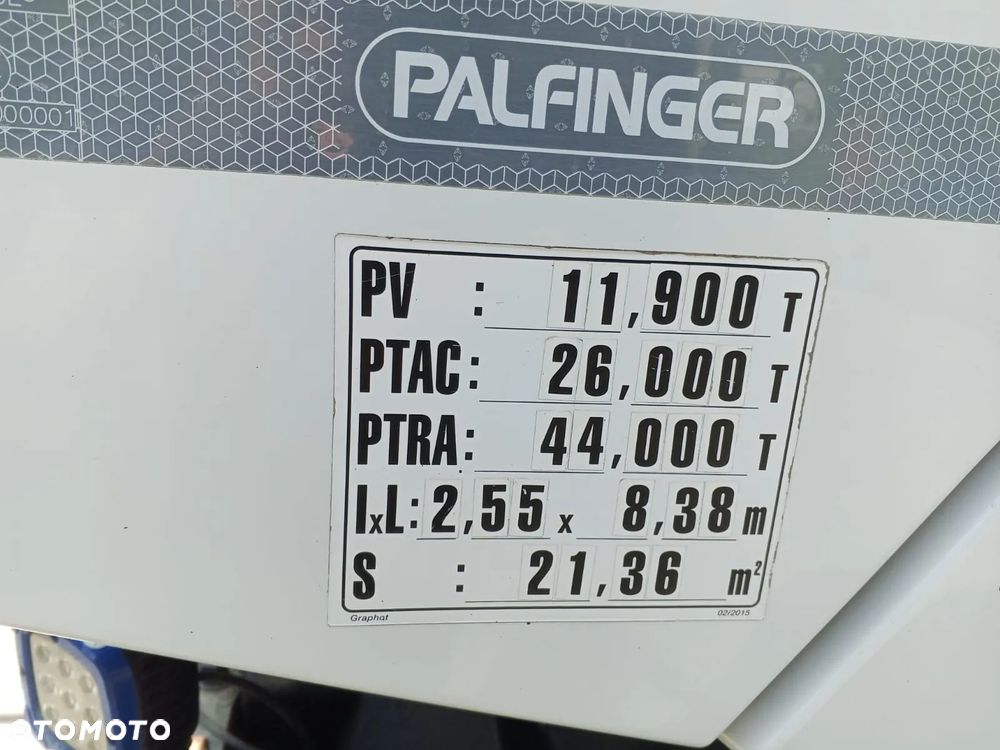 PALFINGER
00001
PV : 11,900 T
PTAC: 26,000 T
PTRA: 44,000 T
IxL: 2,55 x 8,38 m
S : 21,36 m²
Graphot 02/2015
OTOMOTO